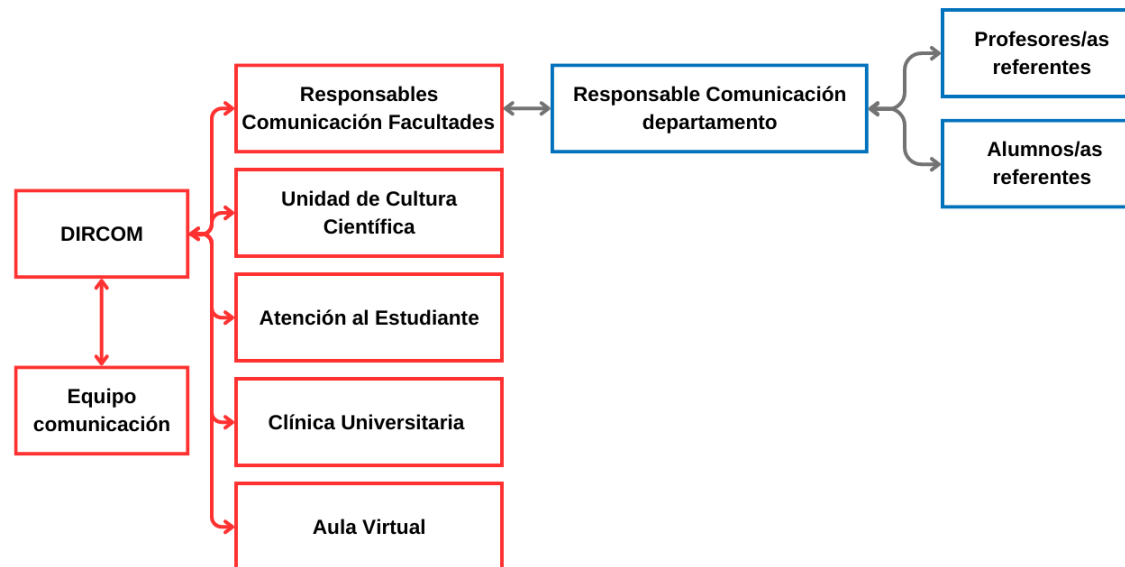 DIRCOM
Equipo
comunicación
Responsables
Comunicación Facultades
Unidad de Cultura
Científica
Atención al Estudiante
Clínica Universitaria
Aula Virtual
Responsable Comunicación
departamento
Profesores/as
referentes
Alumnos/as
referentes